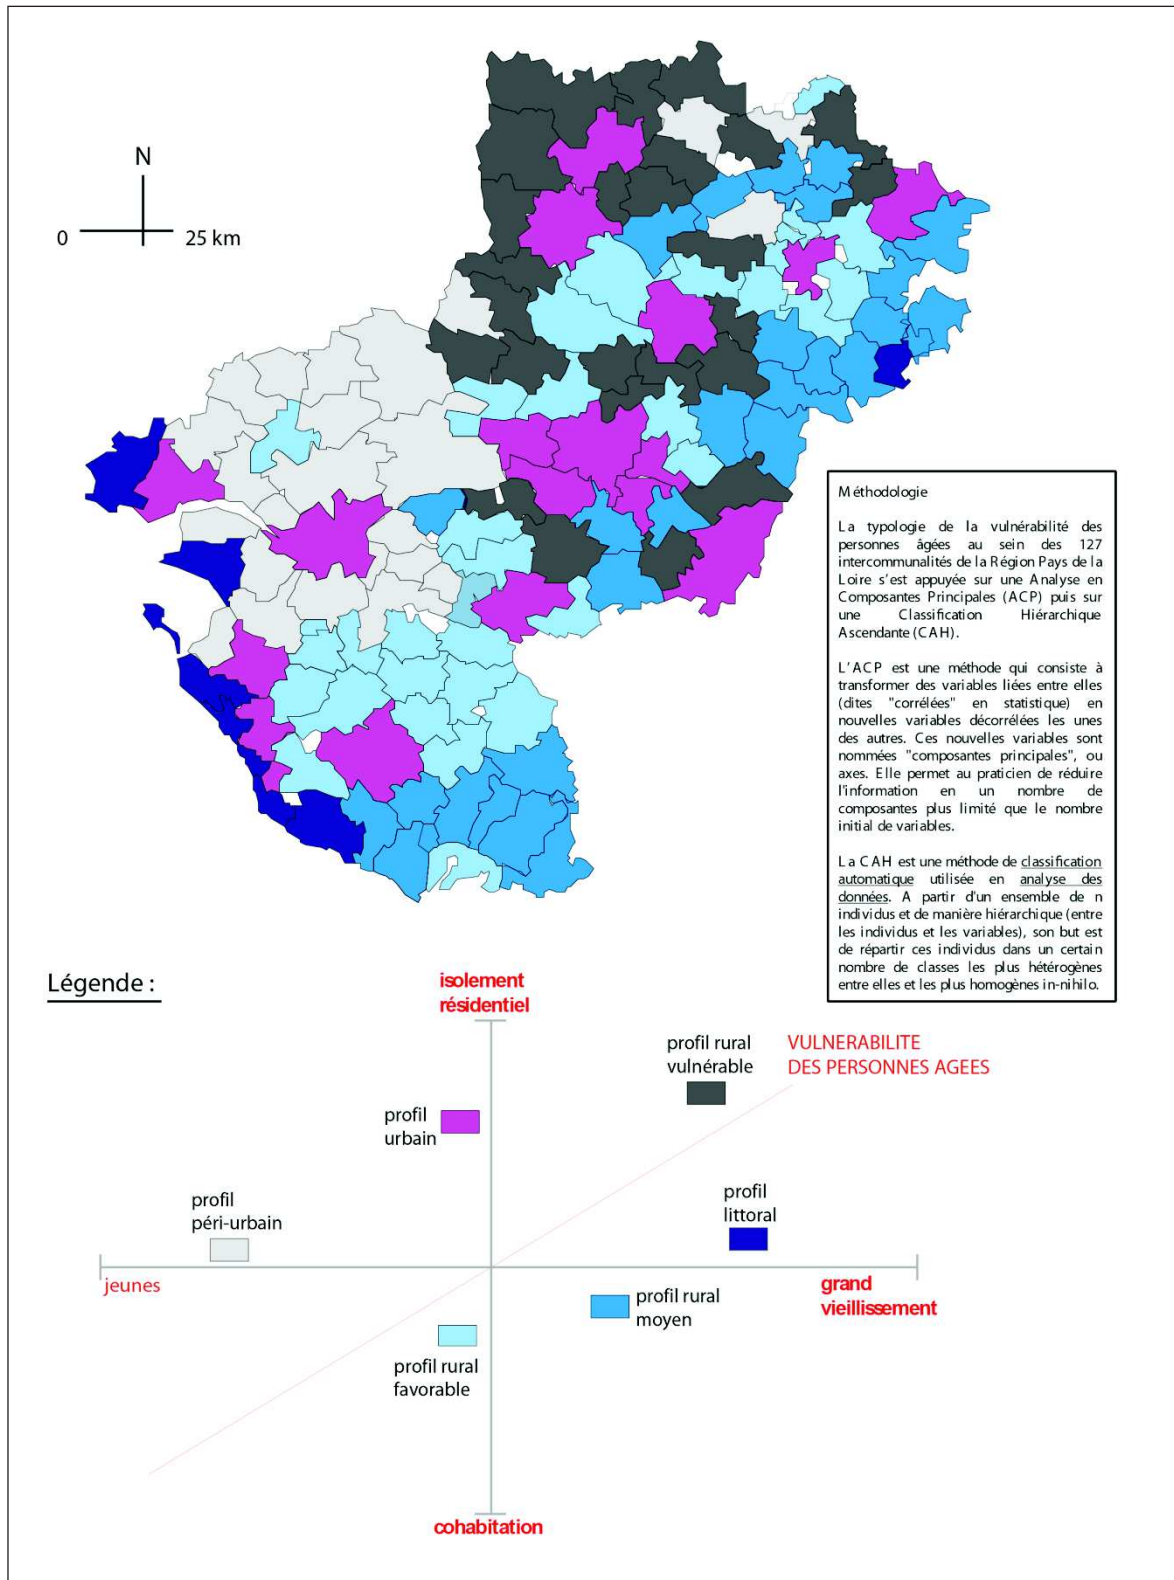 N
0
25 km
Méthodologie
La typologie de la vulnérabilité des
personnes âgées au sein des 127
intercommunalités de la Région Pays de la
Loire s'est appuyée sur une Analyse en
Composantes Principales (ACP) puis sur
une Classification Hiérarchique
Ascendante (CAH).
L'ACP est une méthode qui consiste à
transformer des variables liées entre elles
(dites "corrélées" en statistique) en
nouvelles variables décorrélées les unes
des autres. Ces nouvelles variables sont
nommées "composantes principales", ou
axes. Elle permet au praticien de réduire
l'information en un nombre de
composantes plus limité que le nombre
initial de variables.
La CAH est une méthode de classification
automatique utilisée en analyse des
données. A partir d'un ensemble de n
individus et de manière hiérarchique (entre
les individus et les variables), son but est
de répartir ces individus dans un certain
nombre de classes les plus hétérogènes
entre elles et les plus homogènes in-nihilo.
Légende :
isolement
résidentiel
profil rural
vulnérable
VULNERABILITE
DES PERSONNES AGEES
profil
urbain
profil
péri-urbain
profil
littoral
jeunes
grand
vieillissement
profil rural
moyen
profil rural
favorable
cohabitation